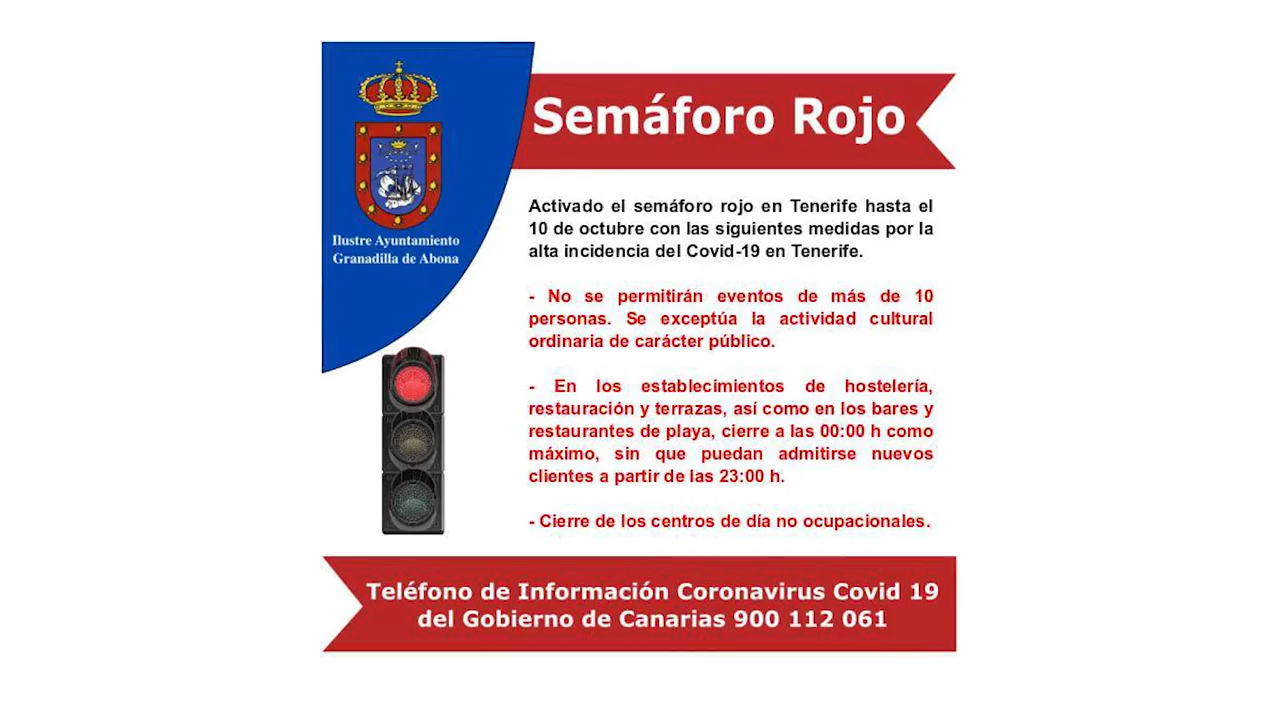 Semáforo Rojo
Ilustre Ayuntamiento
Granadilla de Abona
Activado el semáforo rojo en Tenerife hasta el
10 de octubre con las siguientes medidas por la
alta incidencia del Covid-19 en Tenerife.
- No se permitirán eventos de más de 10
personas. Se exceptúa la actividad cultural
ordinaria de carácter público.
- En los establecimientos de hostelería,
restauración y terrazas, así como en los bares y
restaurantes de playa, cierre a las 00:00 h como
máximo, sin que puedan admitirse nuevos
clientes a partir de las 23:00 h.
- Cierre de los centros de día no ocupacionales.
Teléfono de Información Coronavirus Covid 19
del Gobierno de Canarias 900 112 061